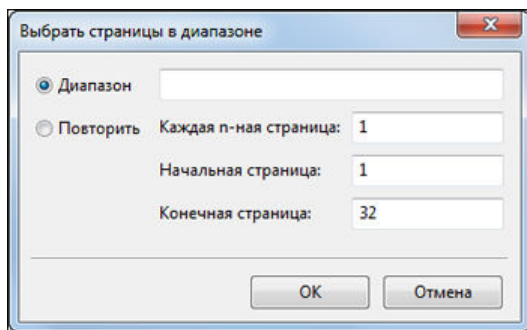 Выбрать страницы в диапазоне
Диапазон
Повторить Каждая n-ная страница: 1
Начальная страница: 1
Конечная страница: 32
OK Отмена